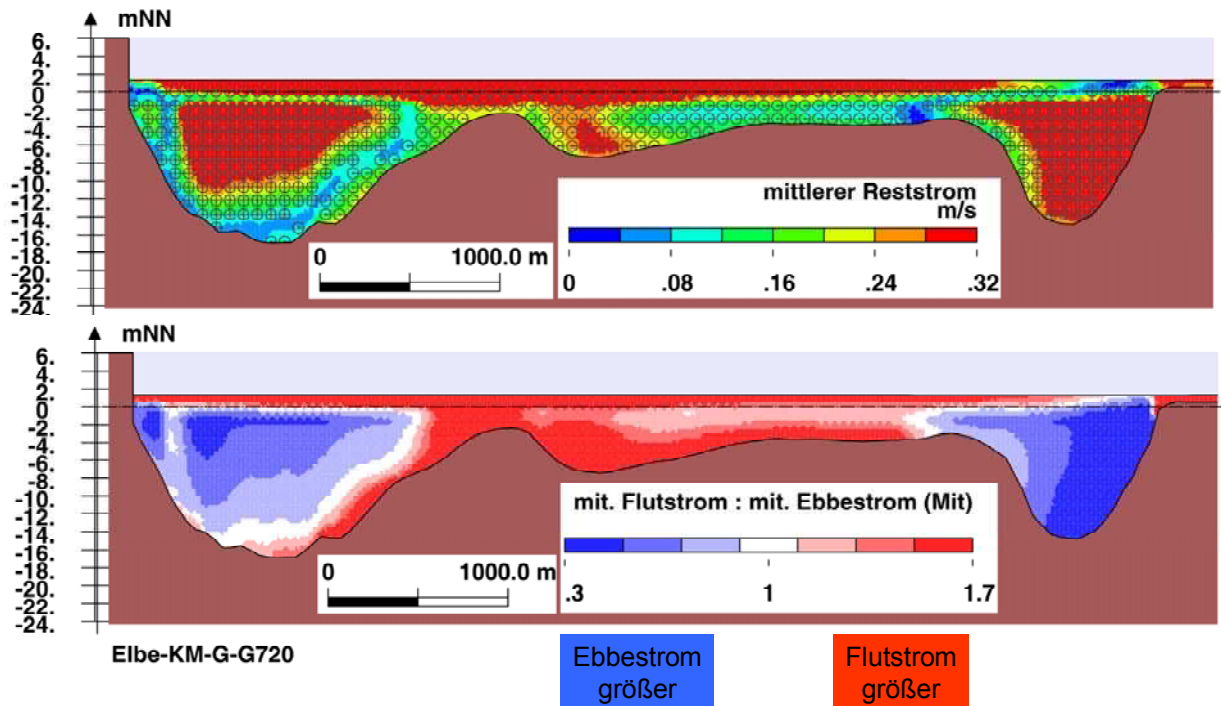 mNN
6.
4.
2.
0
-2.
-4.
-6.
-8.
-10.
-12.
-14.
-16.
-18.
-20.
-22.
-24.
mittlerer Reststrom
m/s
0 .08 .16 .24 .32
0 1000.0 m
mNN
6.
4.
2.
0
-2.
-4.
-6.
-8.
-10.
-12.
-14.
-16.
-18.
-20.
-22.
-24.
mit. Flutstrom : mit. Ebbestrom (Mit)
.3 1 1.7
0 1000.0 m
Elbe-KM-G-G720
Ebbestrom
größer
Flutstrom
größer